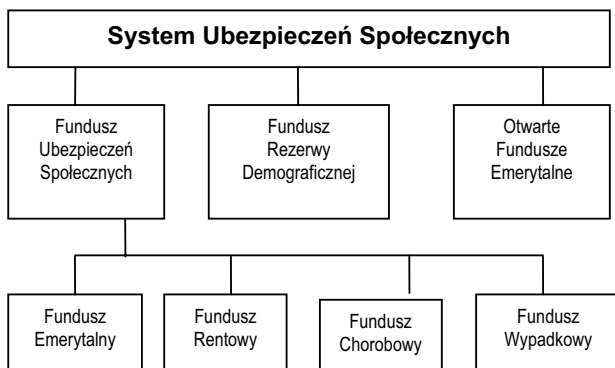 System Ubezpieczeń Społecznych
Fundusz
Ubezpieczeń
Społecznych
Fundusz
Rezerwy
Demograficznej
Otwarte
Fundusze
Emerytalne
Fundusz
Emerytalny
Fundusz
Rentowy
Fundusz
Chorobowy
Fundusz
Wypadkowy